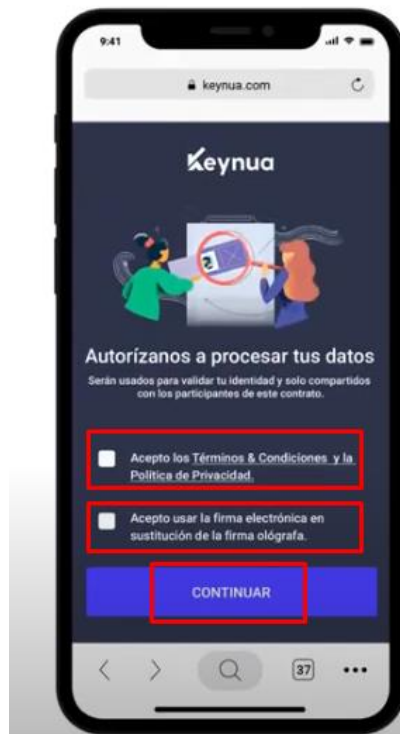 9:41
keynua.com
Keynua
Autorízanos a procesar tus datos
Serán usados para validar tu identidad y solo compartidos
con los participantes de este contrato.
Acepto los Términos & Condiciones y la
Política de Privacidad.
Acepto usar la firma electrónica en
sustitución de la firma ológrafa.
CONTINUAR
37